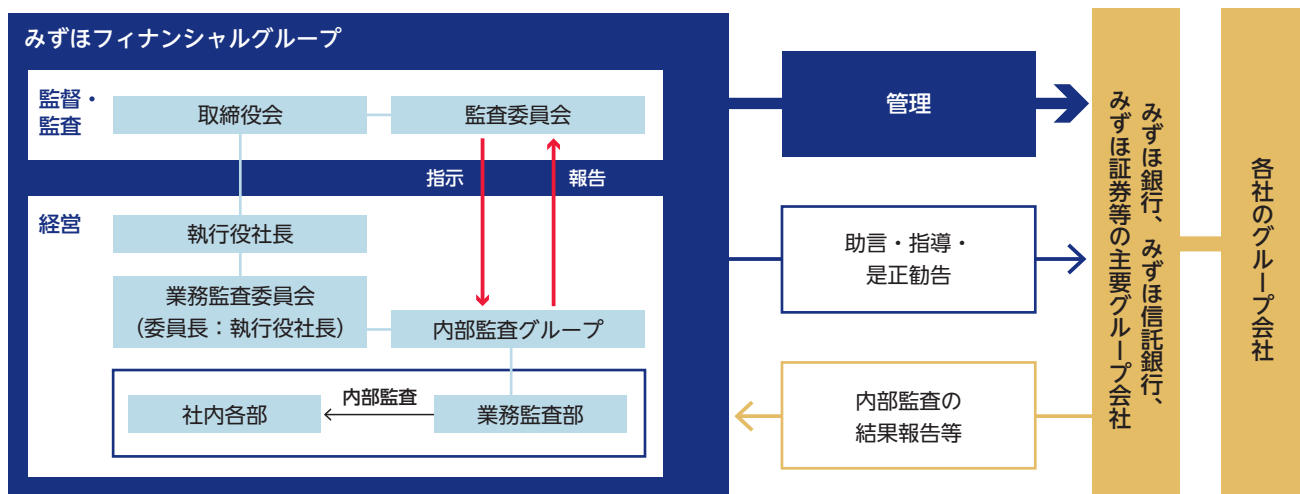 みずほフィナンシャルグループ
監督・
監査
取締役会
監査委員会
指示
報告
経営
執行役社長
業務監査委員会
(委員長：執行役社長)
内部監査グループ
社内各部
内部監査
業務監査部
管理
助言・指導・
是正勧告
内部監査の
結果報告等
みずほ銀行、みずほ信託銀行、
みずほ証券等の主要グループ会社
各社のグループ会社